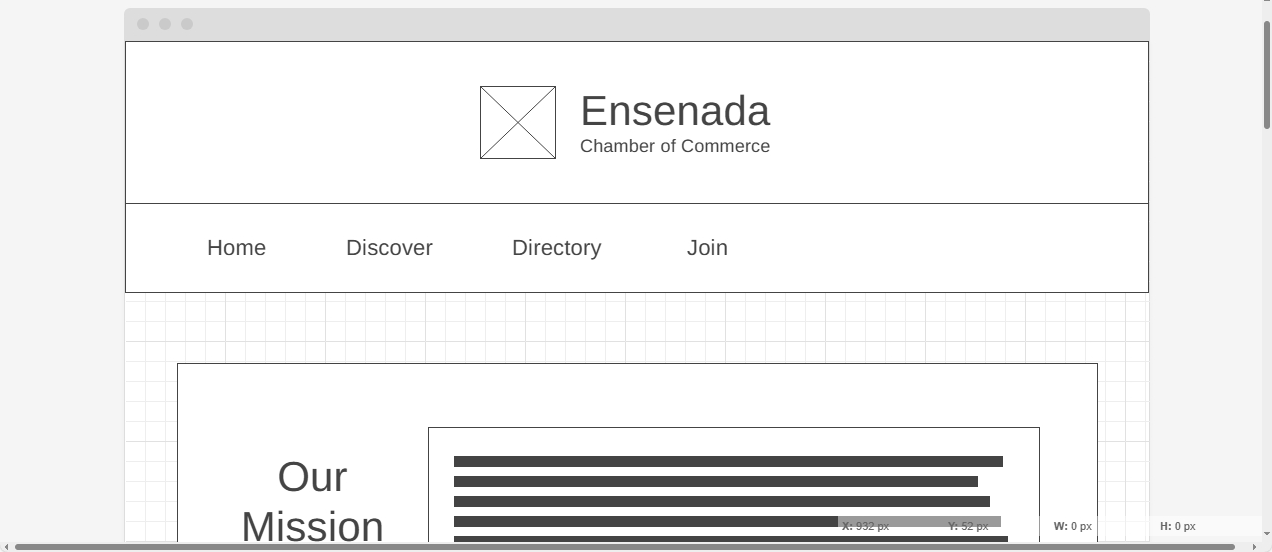 Ensenada
Chamber of Commerce
Home Discover Directory Join
Our
Mission
X: 932 px Y: 52 px W: 0 px H: 0 px